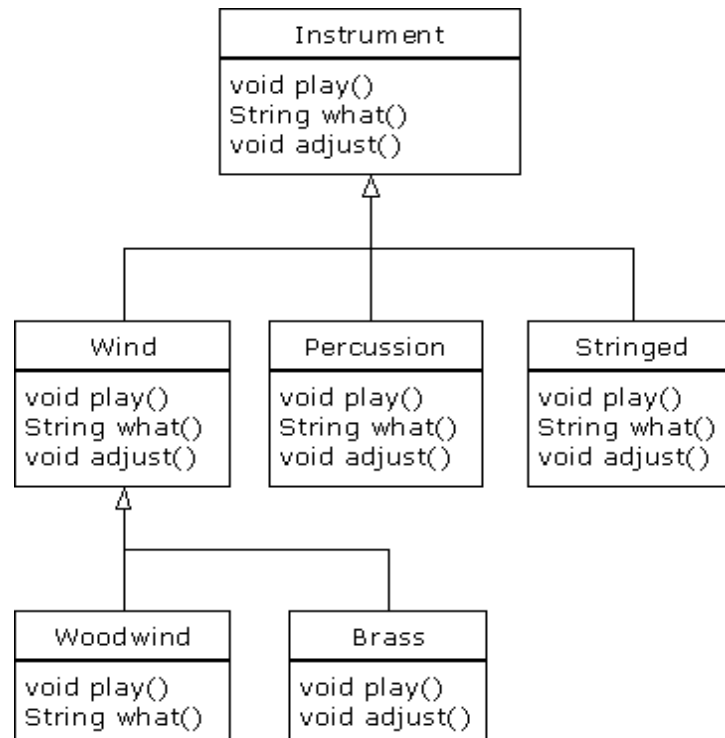 Instrument
void play()
String what()
void adjust()
Wind
void play()
String what()
void adjust()
Percussion
void play()
String what()
void adjust()
Stringed
void play()
String what()
void adjust()
Woodwind
void play()
String what()
Brass
void play()
void adjust()